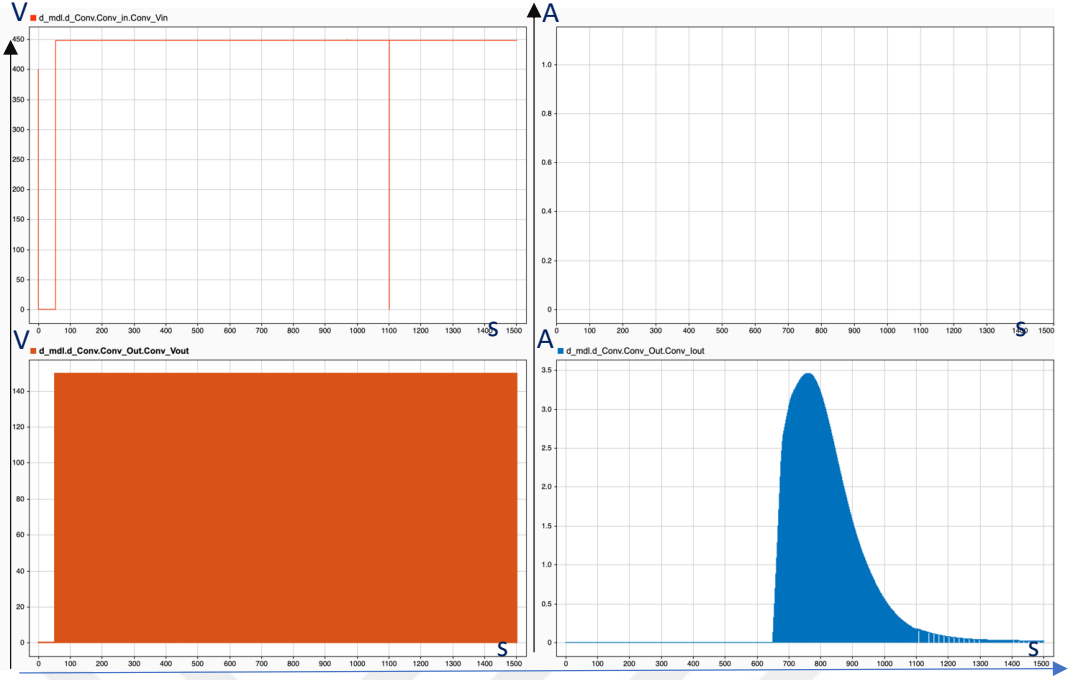 V d_mdl.d_Conv.Conv_in.Conv_Vin
450
400
350
300
250
200
150
100
50
0
0 100 200 300 400 500 600 700 800 900 1000 1100 1200 1300 1400 1500
S
A
1.0
0.8
0.6
0.4
0.2
0
0 100 200 300 400 500 600 700 800 900 1000 1100 1200 1300 1400 1500
S
V d_mdl.d_Conv.Conv_Out.Conv_Vout
140
120
100
80
60
40
20
0
S
0 100 200 300 400 500 600 700 800 900 1000 1100 1200 1300 1400 1500
A d_mdl.d_Conv.Conv_Out.Conv_Iout
3.5
3.0
2.5
2.0
1.5
1.0
0.5
0
S
0 100 200 300 400 500 600 700 800 900 1000 1100 1200 1300 1400 1500